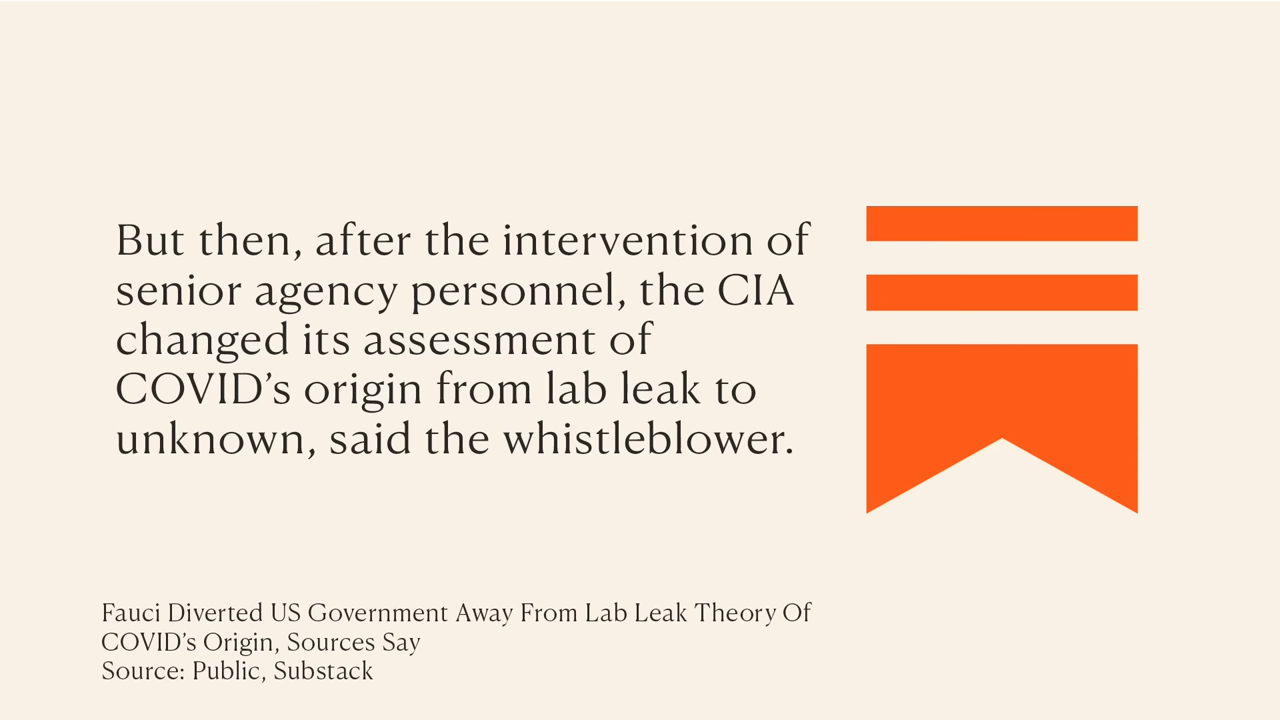 But then, after the intervention of
senior agency personnel, the CIA
changed its assessment of
COVID’s origin from lab leak to
unknown, said the whistleblower.
Fauci Diverted US Government Away From Lab Leak Theory Of
COVID’s Origin, Sources Say
Source: Public, Substack